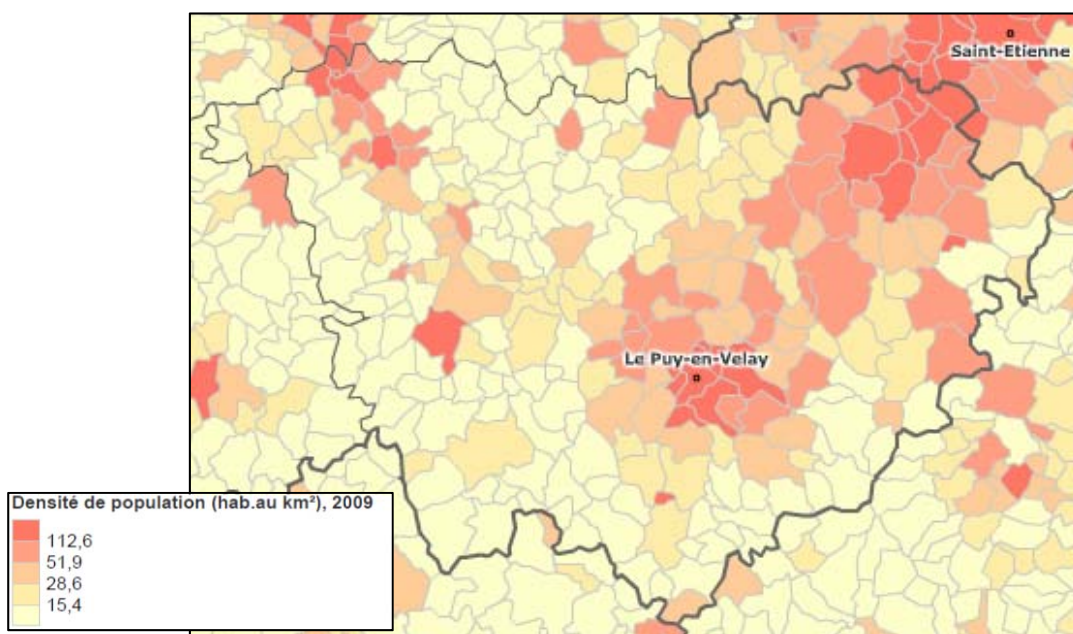 Saint-Etienne
Le Puy-en-Velay
Densité de population (hab.au km²), 2009
112,6
51,9
28,6
15,4